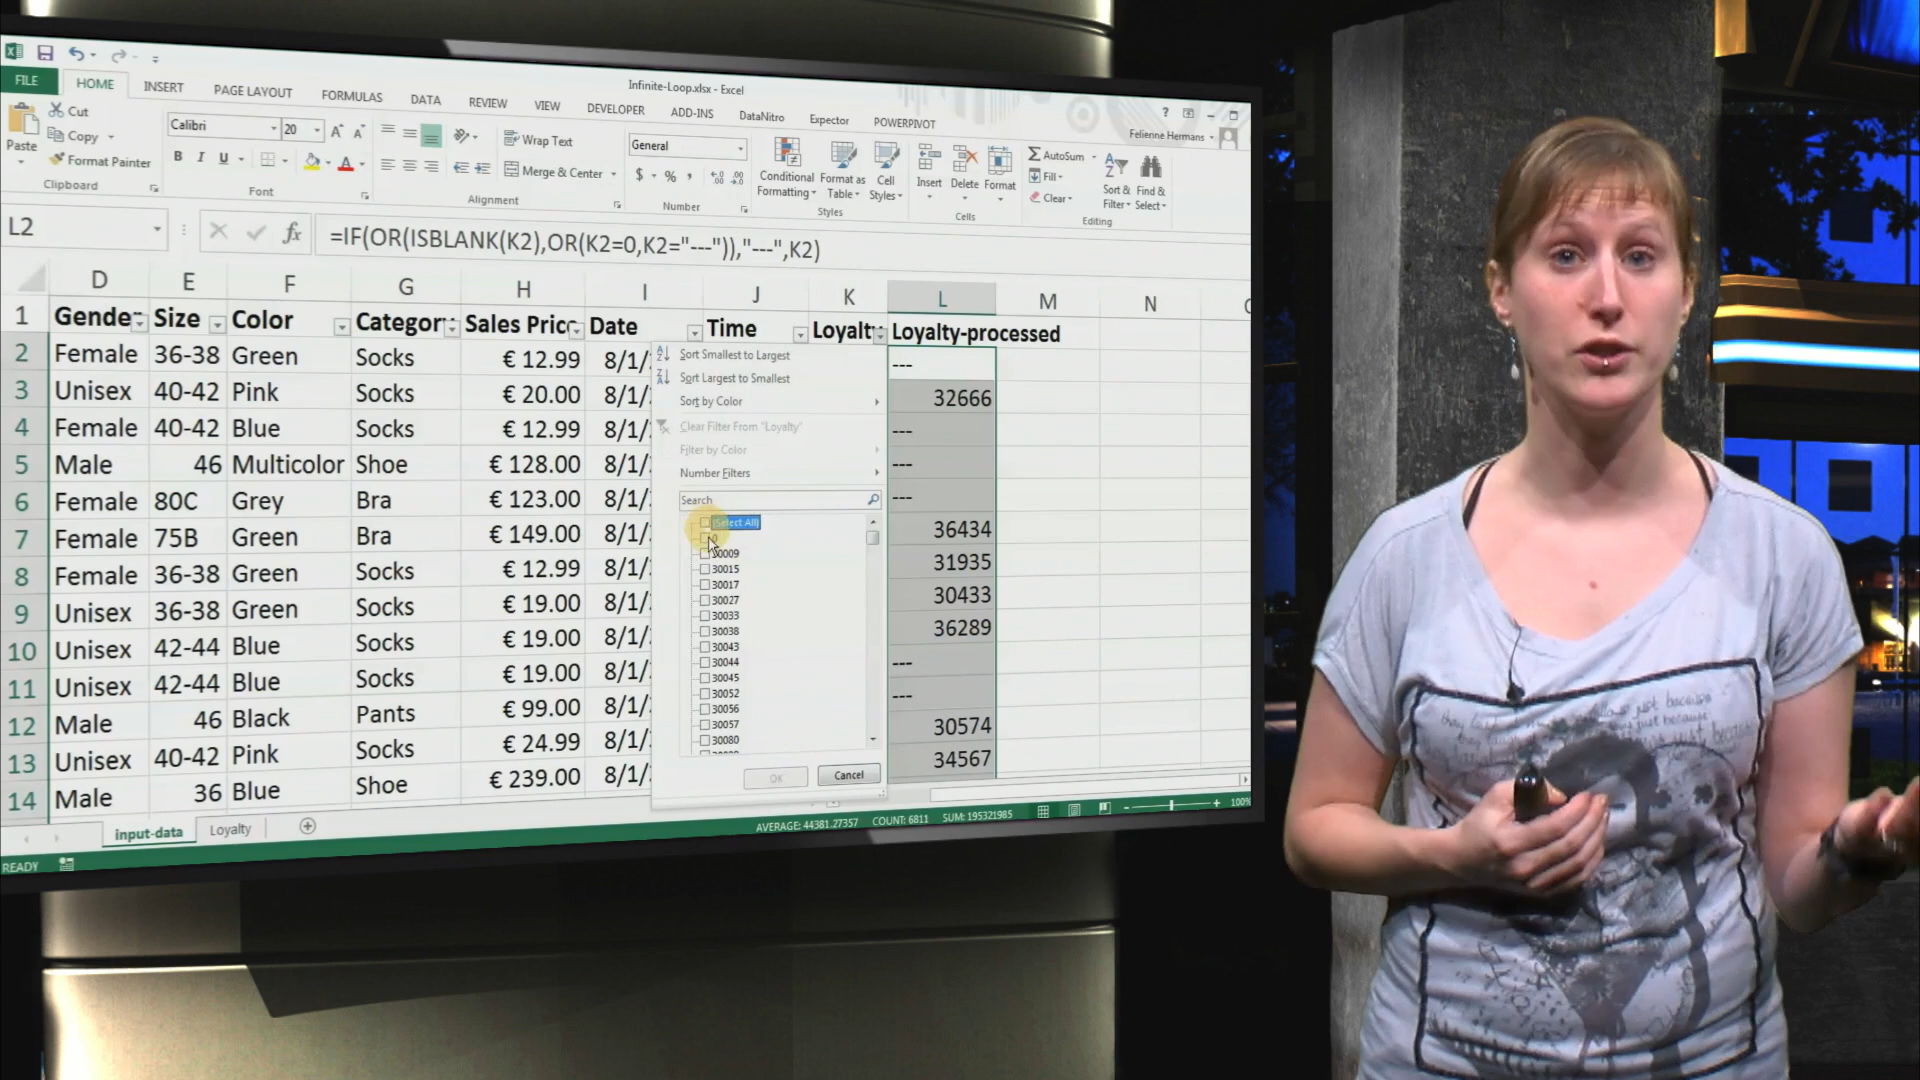 Infinite-Loop.xlsx - Excel
FILE HOME INSERT PAGE LAYOUT FORMULAS DATA REVIEW VIEW DEVELOPER ADD-INS DataNitro Expector POWERPIVOT
Felienne Hermans
Paste
Cut
Copy
Format Painter
Clipboard
Calibri 20
B I U
Font
Wrap Text
Merge & Center
Alignment
General
$ % ,
Number
Conditional Formatting
Format as Table
Cell Styles
Styles
Insert Delete Format
Cells
AutoSum
Fill
Clear
Sort & Filter
Find & Select
Editing
L2 fx =IF(OR(ISBLANK(K2),OR(K2=0,K2="---")),"---",K2)
D E F G H I J K L M N
1 Gender Size Color Category Sales Price Date Time Loyalty Loyalty-processed
2 Female 36-38 Green Socks € 12.99 8/1/ ---
3 Unisex 40-42 Pink Socks € 20.00 8/1/ 32666
4 Female 40-42 Blue Socks € 12.99 8/1/ ---
5 Male 46 Multicolor Shoe € 128.00 8/1/ ---
6 Female 80C Grey Bra € 123.00 8/1/ ---
7 Female 75B Green Bra € 149.00 8/1/ 36434
8 Female 36-38 Green Socks € 12.99 8/1/ 31935
9 Unisex 36-38 Green Socks € 19.00 8/1/ 30433
10 Unisex 42-44 Blue Socks € 19.00 8/1/ 36289
11 Unisex 42-44 Blue Socks € 19.00 8/1/ ---
12 Male 46 Black Pants € 99.00 8/1/ ---
13 Unisex 40-42 Pink Socks € 24.99 8/1/ 30574
14 Male 36 Blue Shoe € 239.00 8/1/ 34567
Sort Smallest to Largest
Sort Largest to Smallest
Sort by Color
Clear Filter From "Loyalty"
Filter by Color
Number Filters
Search
(Select All)
0
30009
30015
30017
30027
30033
30038
30043
30044
30045
30052
30056
30057
30080
OK Cancel
input-data Loyalty
READY
AVERAGE: 44381.27357 COUNT: 6811 SUM: 195321985 100%
just because